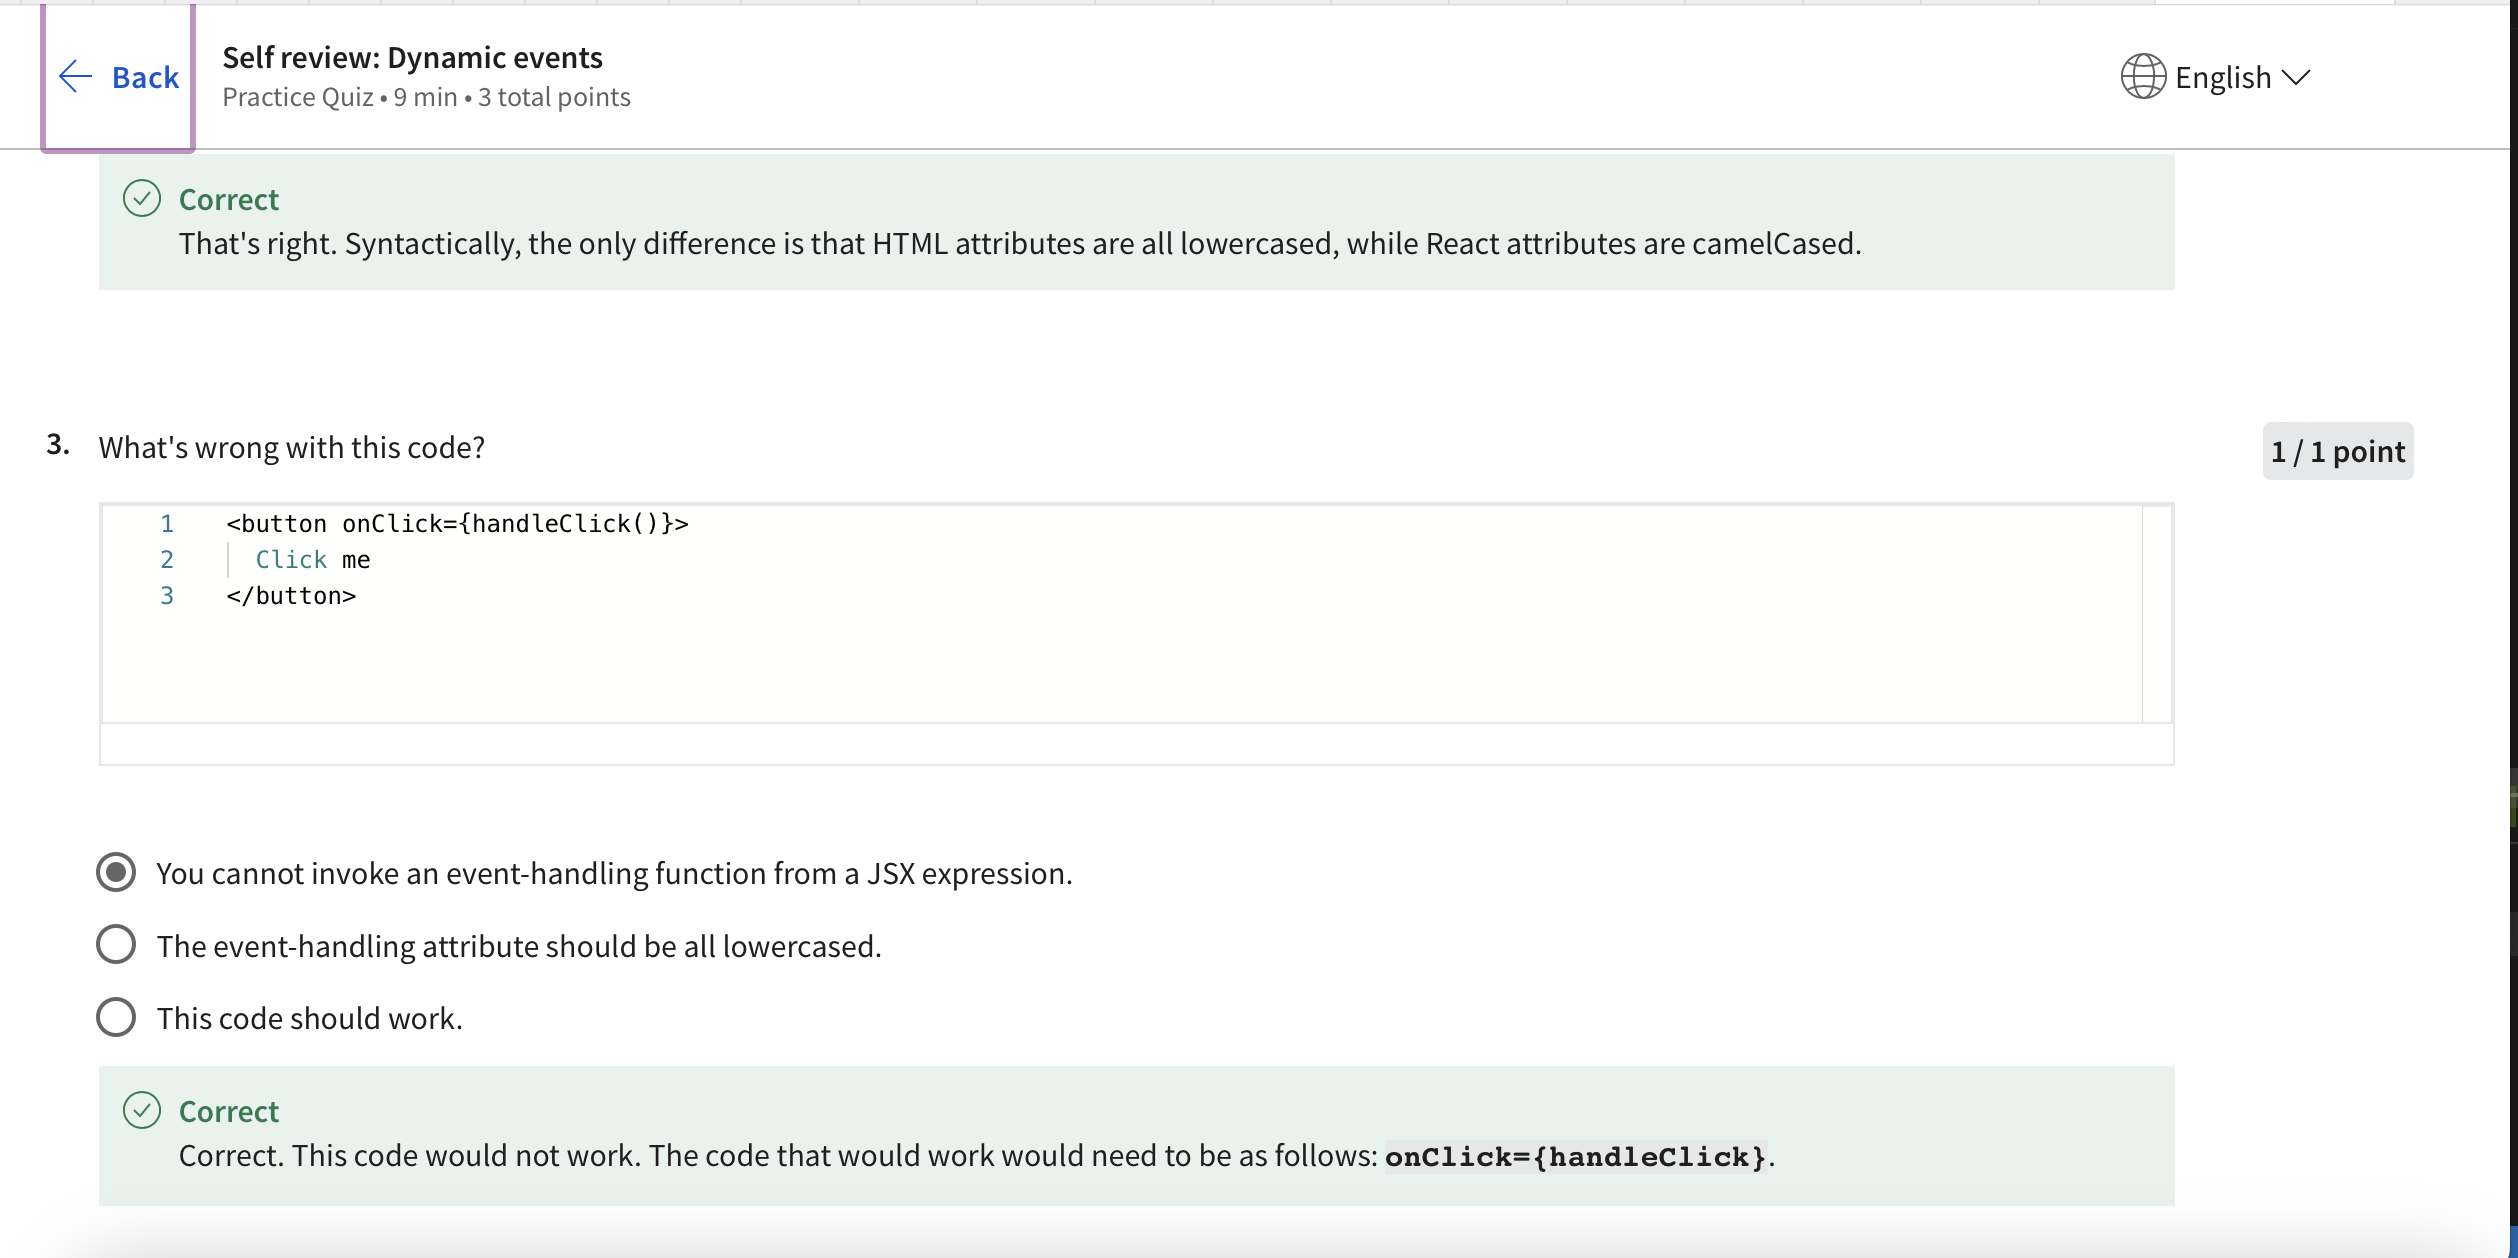 Back
Self review: Dynamic events
Practice Quiz • 9 min • 3 total points
English
Correct
That's right. Syntactically, the only difference is that HTML attributes are all lowercased, while React attributes are camelCased.
3. What's wrong with this code?
1 / 1 point
1 <button onClick={handleClick()}>
2 Click me
3 </button>
You cannot invoke an event-handling function from a JSX expression.
The event-handling attribute should be all lowercased.
This code should work.
Correct
Correct. This code would not work. The code that would work would need to be as follows: onClick={handleClick}.